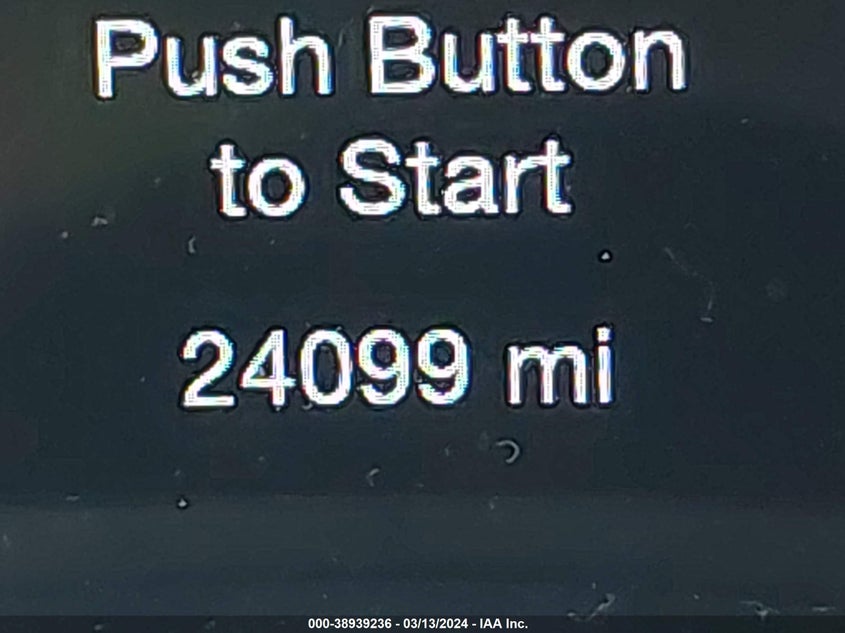 Push Button
to Start
24099 mi
000-38939236 - 03/13/2024 - IAA Inc.